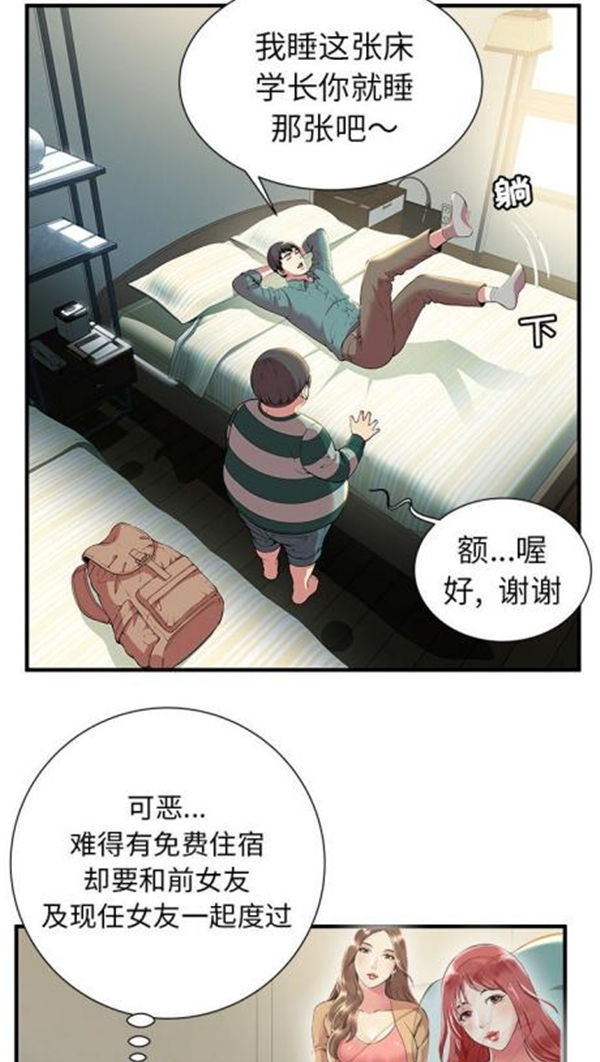 我睡这张床
学长你就睡
那张吧～
躺
下
额...喔
好, 谢谢
可恶...
难得有免费住宿
却要和前女友
及现任女友一起度过